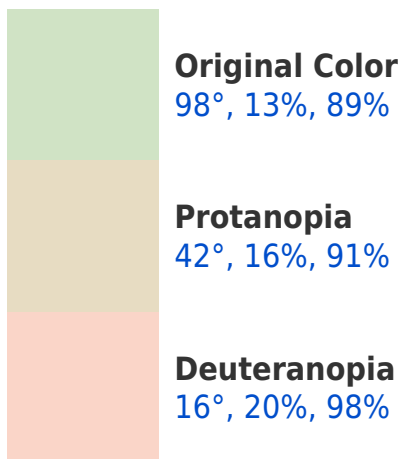 Original Color
98°, 13%, 89%
Protanopia
42°, 16%, 91%
Deuteranopia
16°, 20%, 98%